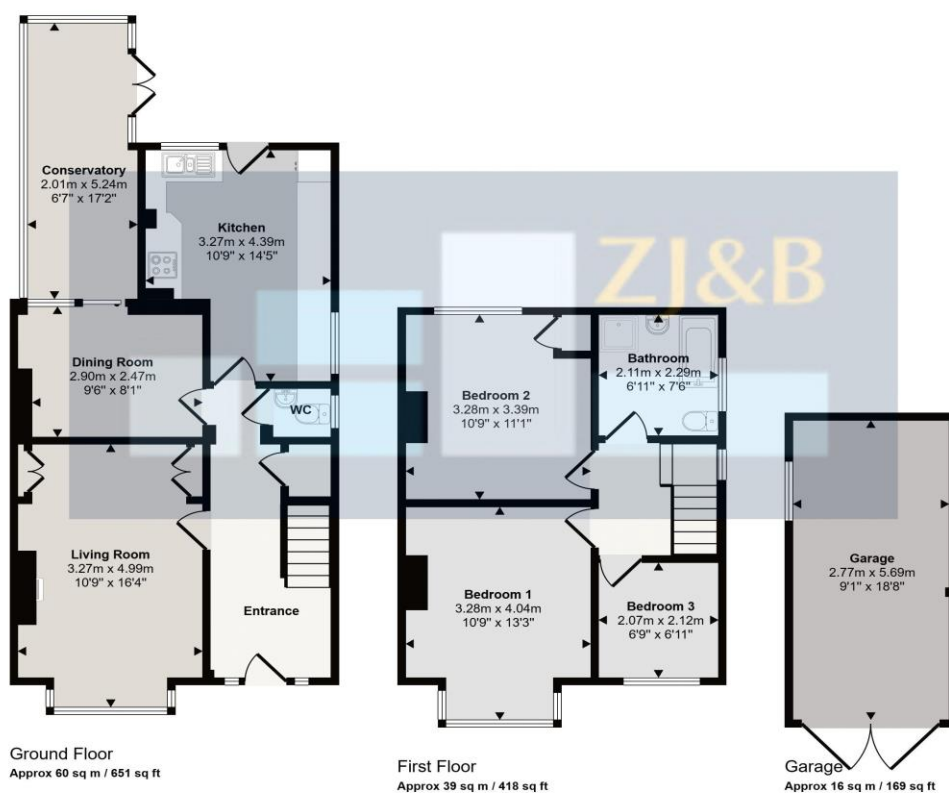 Conservatory
2.01m x 5.24m
6'7" x 17'2"
Kitchen
3.27m x 4.39m
10'9" x 14'5"
ZJ&B
Dining Room
2.90m x 2.47m
9'6" x 8'1"
WC
Bedroom 2
3.28m x 3.39m
10'9" x 11'1"
Bathroom
2.11m x 2.29m
6'11" x 7'6"
Living Room
3.27m x 4.99m
10'9" x 16'4"
Entrance
Bedroom 1
3.28m x 4.04m
10'9" x 13'3"
Bedroom 3
2.07m x 2.12m
6'9" x 6'11"
Garage
2.77m x 5.69m
9'1" x 18'8"
Ground Floor
Approx 60 sq m / 651 sq ft
First Floor
Approx 39 sq m / 418 sq ft
Garage
Approx 16 sq m / 169 sq ft